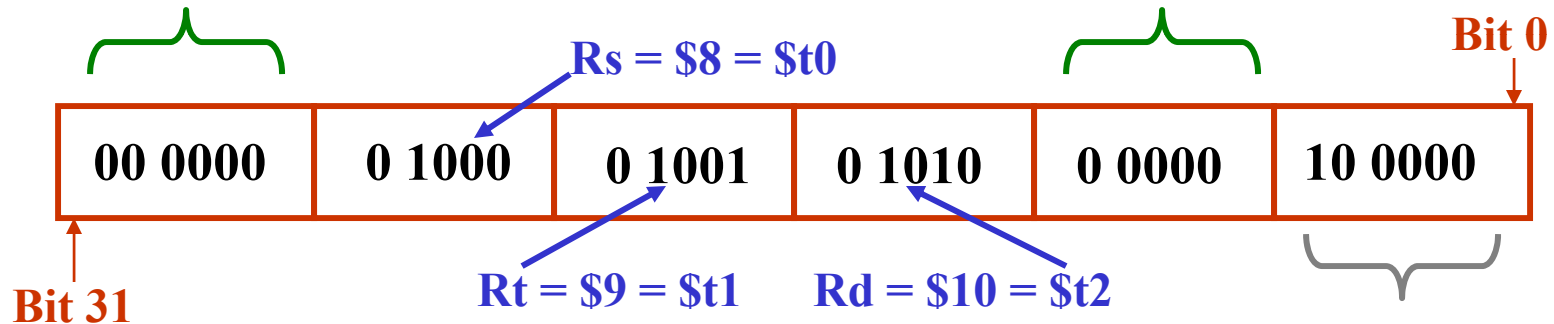 Bit 0
Rs = $8 = $t0
00 0000 0 1000 0 1001 0 1010 0 0000 10 0000
Rt = $9 = $t1 Rd = $10 = $t2
Bit 31